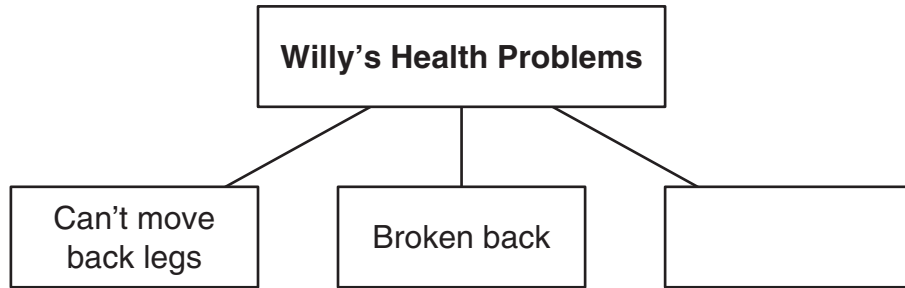 Willy’s Health Problems
Can’t move
back legs
Broken back